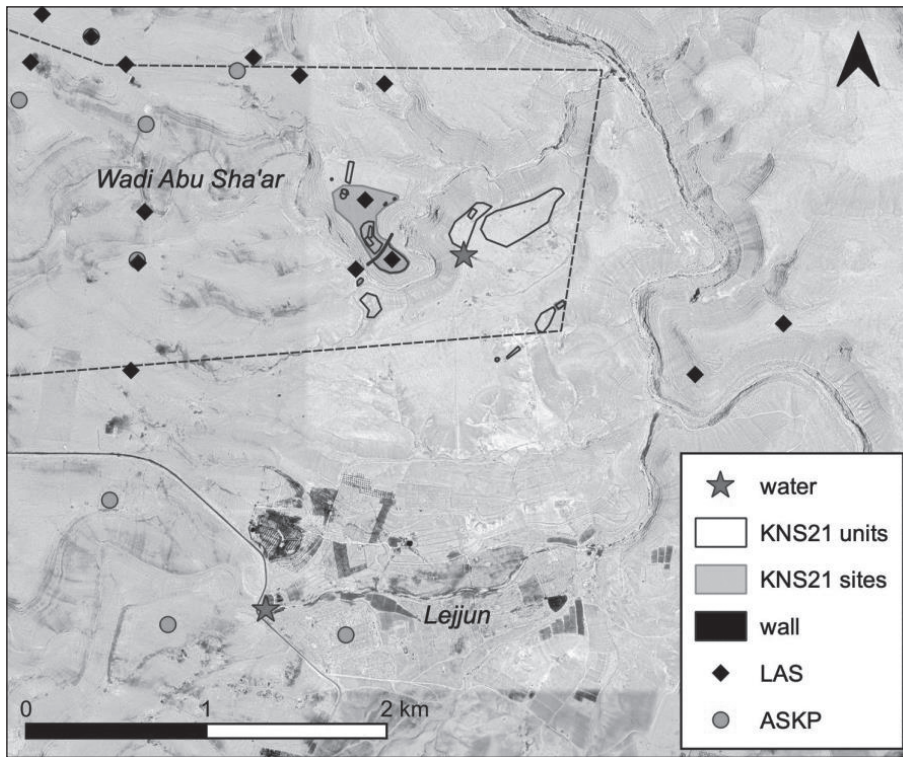 Wadi Abu Sha'ar
Lejjun
0 1 2 km
water
KNS21 units
KNS21 sites
wall
LAS
ASKP